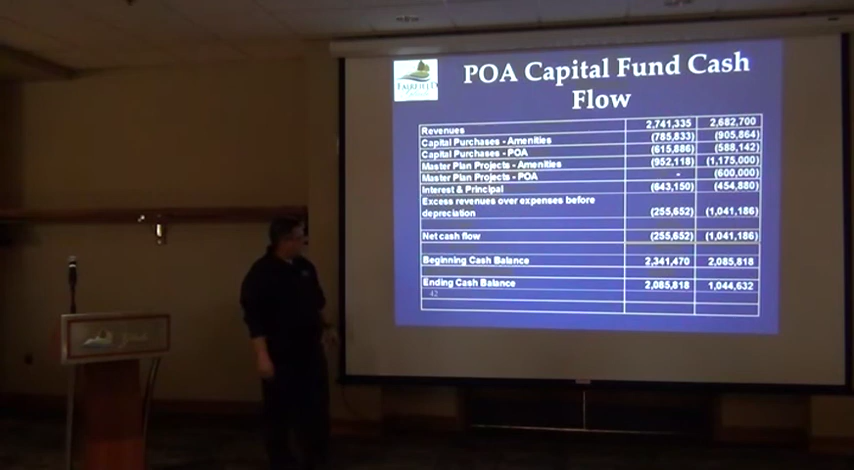 FAIRFIELD
POA Capital Fund Cash
Flow
Revenues 2,741,335 2,682,700
Capital Purchases - Amenities (785,833) (905,864)
Capital Purchases - POA (615,886) (588,142)
Master Plan Projects - Amenities (952,118) (1,175,000)
Master Plan Projects - POA - (600,000)
Interest & Principal (643,150) (454,880)
Excess revenues over expenses before
depreciation (255,652) (1,041,186)
Net cash flow (255,652) (1,041,186)
Beginning Cash Balance 2,341,470 2,085,818
Ending Cash Balance 2,085,818 1,044,632
42